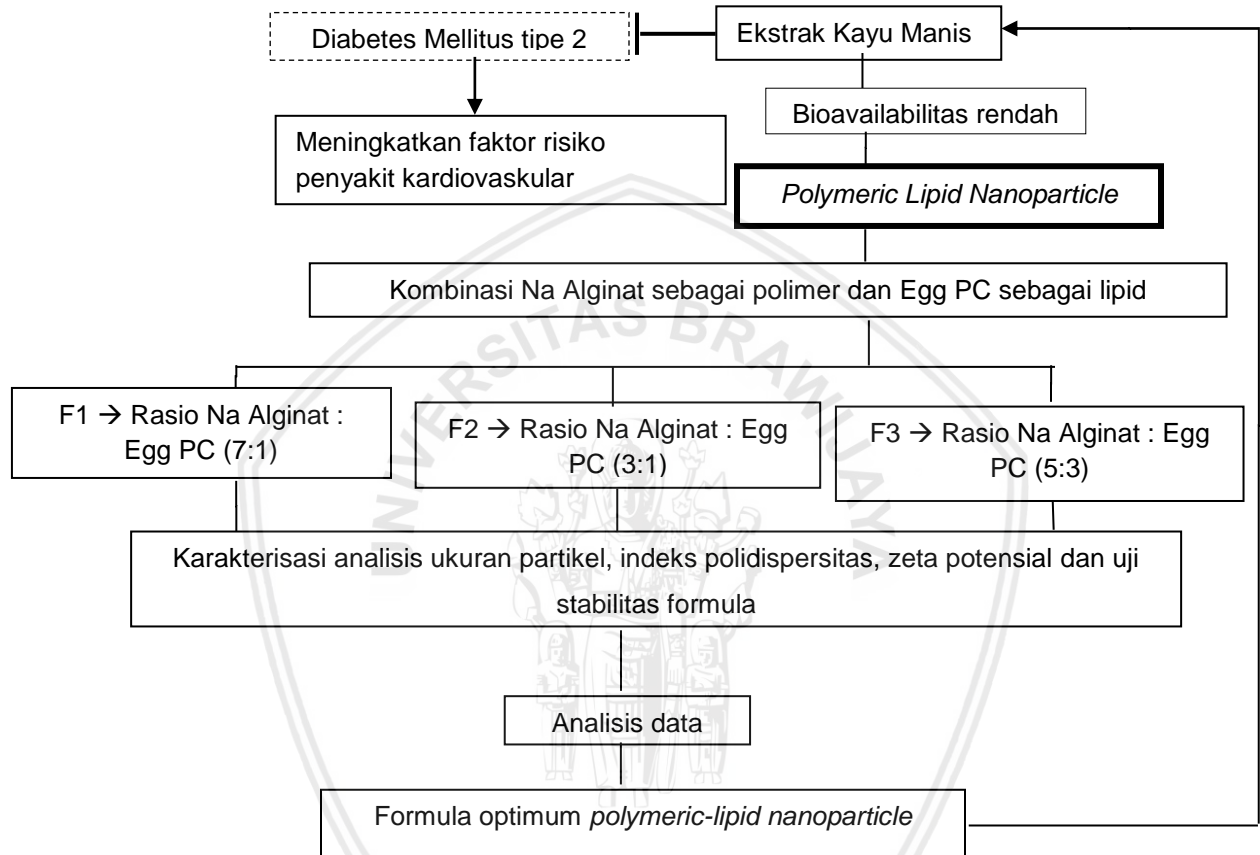 Diabetes Mellitus tipe 2
Ekstrak Kayu Manis
Bioavailabilitas rendah
Meningkatkan faktor risiko
penyakit kardiovaskular
Polymeric Lipid Nanoparticle
Kombinasi Na Alginat sebagai polimer dan Egg PC sebagai lipid
UNIVERSITAS BRAWIJAYA
F1 → Rasio Na Alginat :
Egg PC (7:1)
F2 → Rasio Na Alginat : Egg
PC (3:1)
F3 → Rasio Na Alginat : Egg
PC (5:3)
Karakterisasi analisis ukuran partikel, indeks polidispersitas, zeta potensial dan uji
stabilitas formula
Analisis data
Formula optimum polymeric-lipid nanoparticle